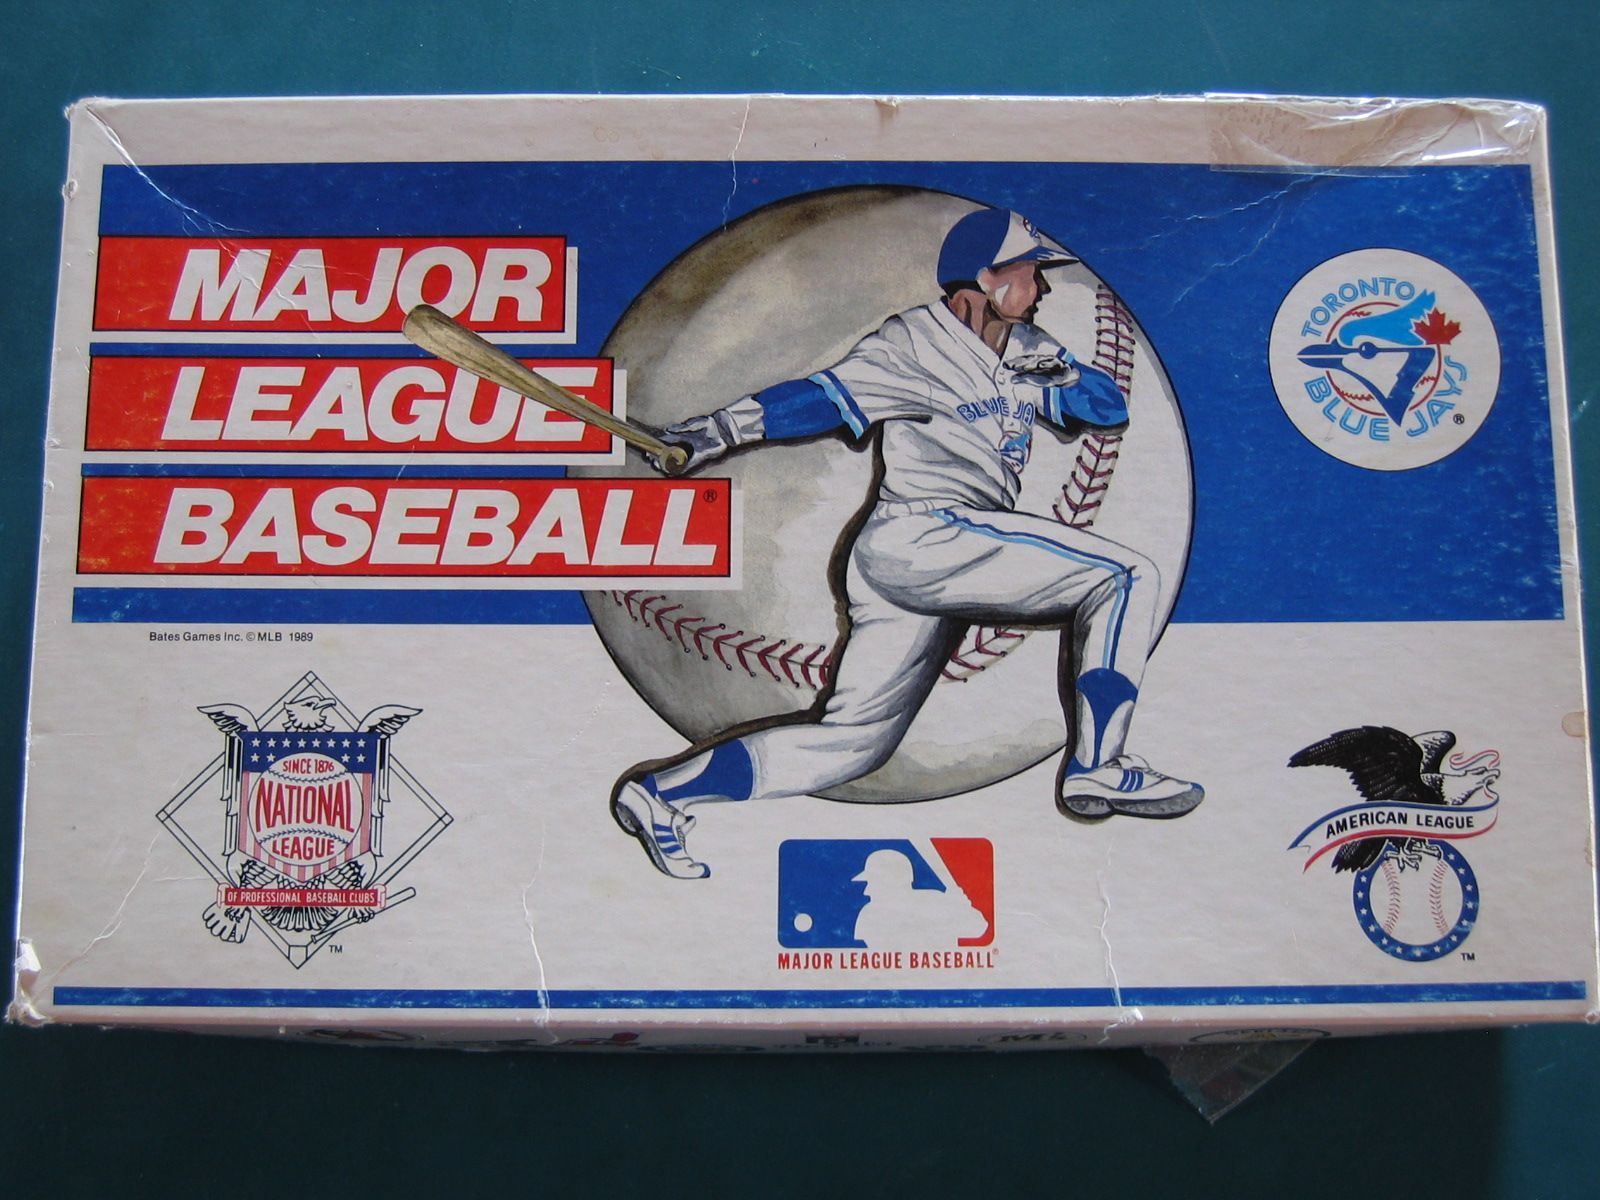 MAJOR
LEAGUE
BASEBALL®
TORONTO
BLUE JAYS®
BLUE JA
Bates Games Inc. © MLB 1989
SINCE 1876
NATIONAL
LEAGUE
OF PROFESSIONAL BASEBALL CLUBS
TM
MAJOR LEAGUE BASEBALL®
AMERICAN LEAGUE
TM